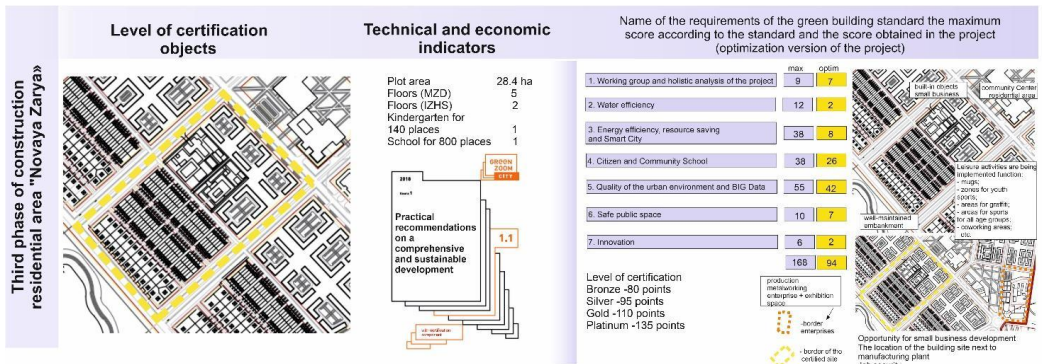 Third phase of construction
residential area "Novaya Zarya»
Level of certification
objects
Technical and economic
indicators
Plot area 28.4 ha
Floors (MZD) 5
Floors (IZHS) 2
Kindergarten for
140 places 1
School for 800 places 1
GREEN
ZOOM
CITY
2018
Practical
recommendations
on a
comprehensive
and sustainable
development
1.1
Name of the requirements of the green building standard the maximum
score according to the standard and the score obtained in the project
(optimization version of the project)
max optim
1. Working group and holistic analysis of the project 9 7
2. Water efficiency 12 2
3. Energy efficiency, resource saving
and Smart City 38 8
4. Citizen and Community School 38 26
5. Quality of the urban environment and BIG Data 55 42
6. Safe public space 10 7
7. Innovation 6 2
168 94
Level of certification
Bronze -80 points
Silver -95 points
Gold -110 points
Platinum -135 points
production
metalworking
enterprise + exhibition
space
-border
enterprises
- bordor of the
certified site
built-in objects
small business
community Center
residential area
Leisure activities are being
Implemented function:
- mugs;
- zones for youth
sports;
- areas for graffiti;
- areas for sports
for all age groups;
- coworking areas;
etc.
well-maintained
embankment
Opportunity for small business development
The location of the building site next to
manufacturing plant